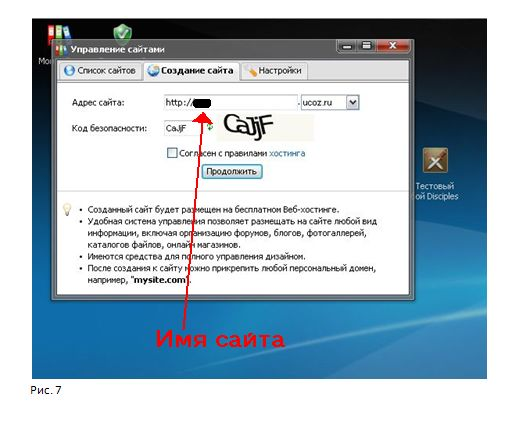 Мо
Управление сайтами
Список сайтов
Создание сайта
Настройки
Адрес сайта:
http://
. ucoz.ru
Код безопасности:
CaJjF
CaJjF
Согласен с правилами хостинга
Продолжить
• Созданный сайт будет размещен на бесплатном Веб-хостинге.
• Удобная система управления позволяет размещать на сайте любой вид
информации, включая организацию форумов, блогов, фотогаллерей,
каталогов файлов, онлайн магазинов.
• Имеются средства для полного управления дизайном.
• После создания к сайту можно прикрепить любой персональный домен,
например, "mysite.com".
Тестовый
ой Disciples
Имя сайта
Рис. 7